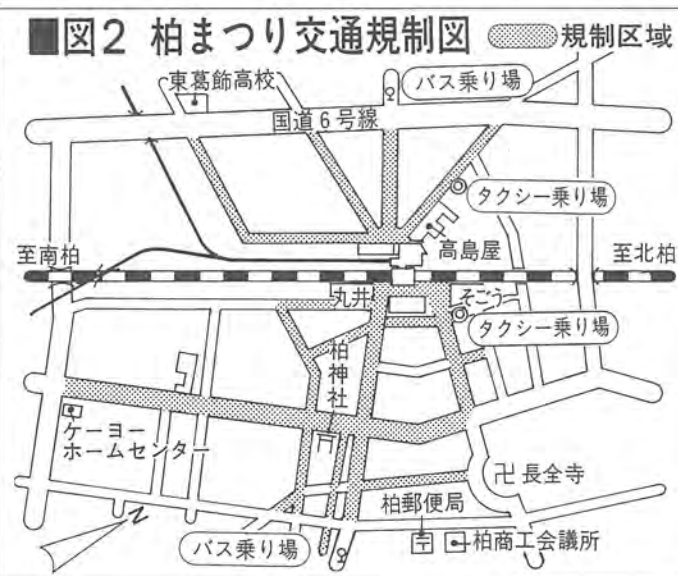 ■図2 柏まつり交通規制図
規制区域
東葛飾高校
バス乗り場
国道6号線
タクシー乗り場
高島屋
至南柏
至北柏
丸井
そごう
タクシー乗り場
柏神社
ケーヨー
ホームセンター
卍長全寺
柏郵便局
バス乗り場
〒
柏商工会議所
N